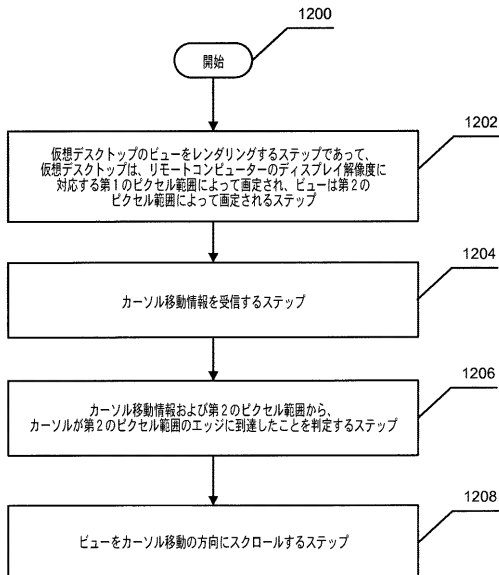 1200
開始
1202
仮想デスクトップのビューをレンダリングするステップであって、
仮想デスクトップは、リモートコンピューターのディスプレイ解像度に
対応する第1のピクセル範囲によって画定され、ビューは第2の
ピクセル範囲によって画定されるステップ
1204
カーソル移動情報を受信するステップ
1206
カーソル移動情報および第2のピクセル範囲から、
カーソルが第2のピクセル範囲のエッジに到達したことを判定するステップ
1208
ビューをカーソル移動の方向にスクロールするステップ